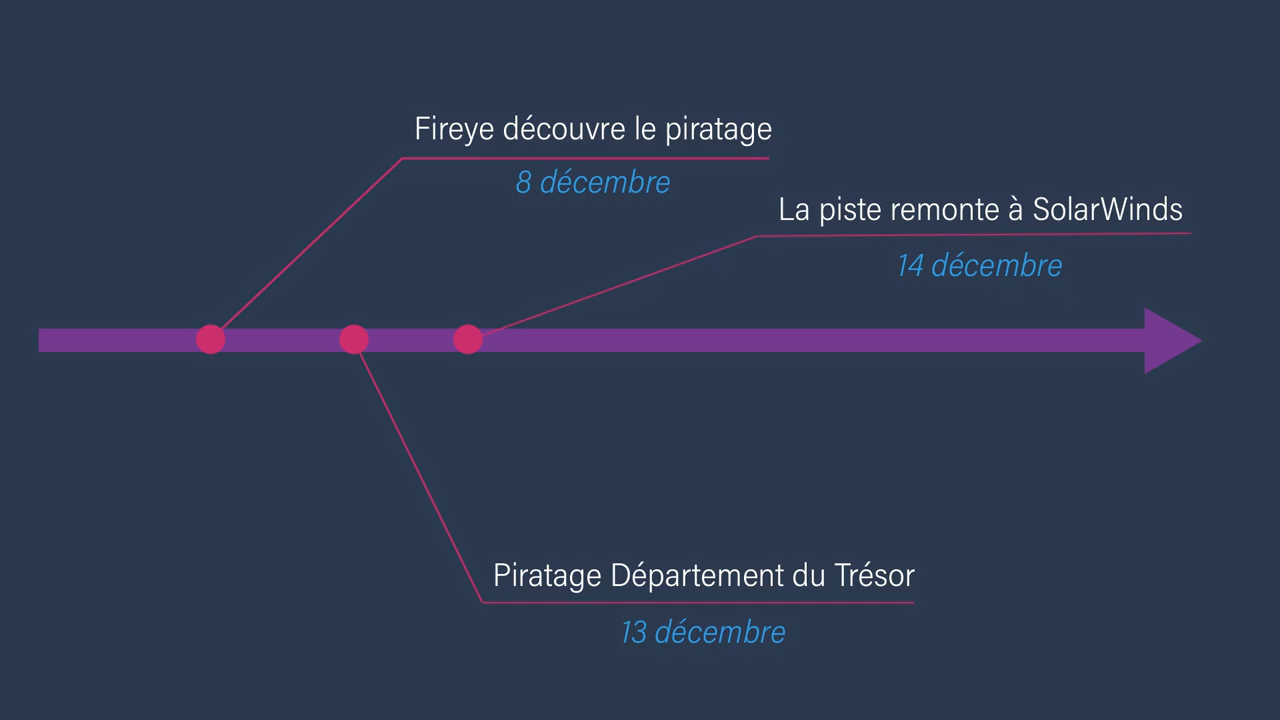 Fireye découvre le piratage
8 décembre
La piste remonte à SolarWinds
14 décembre
Piratage Département du Trésor
13 décembre